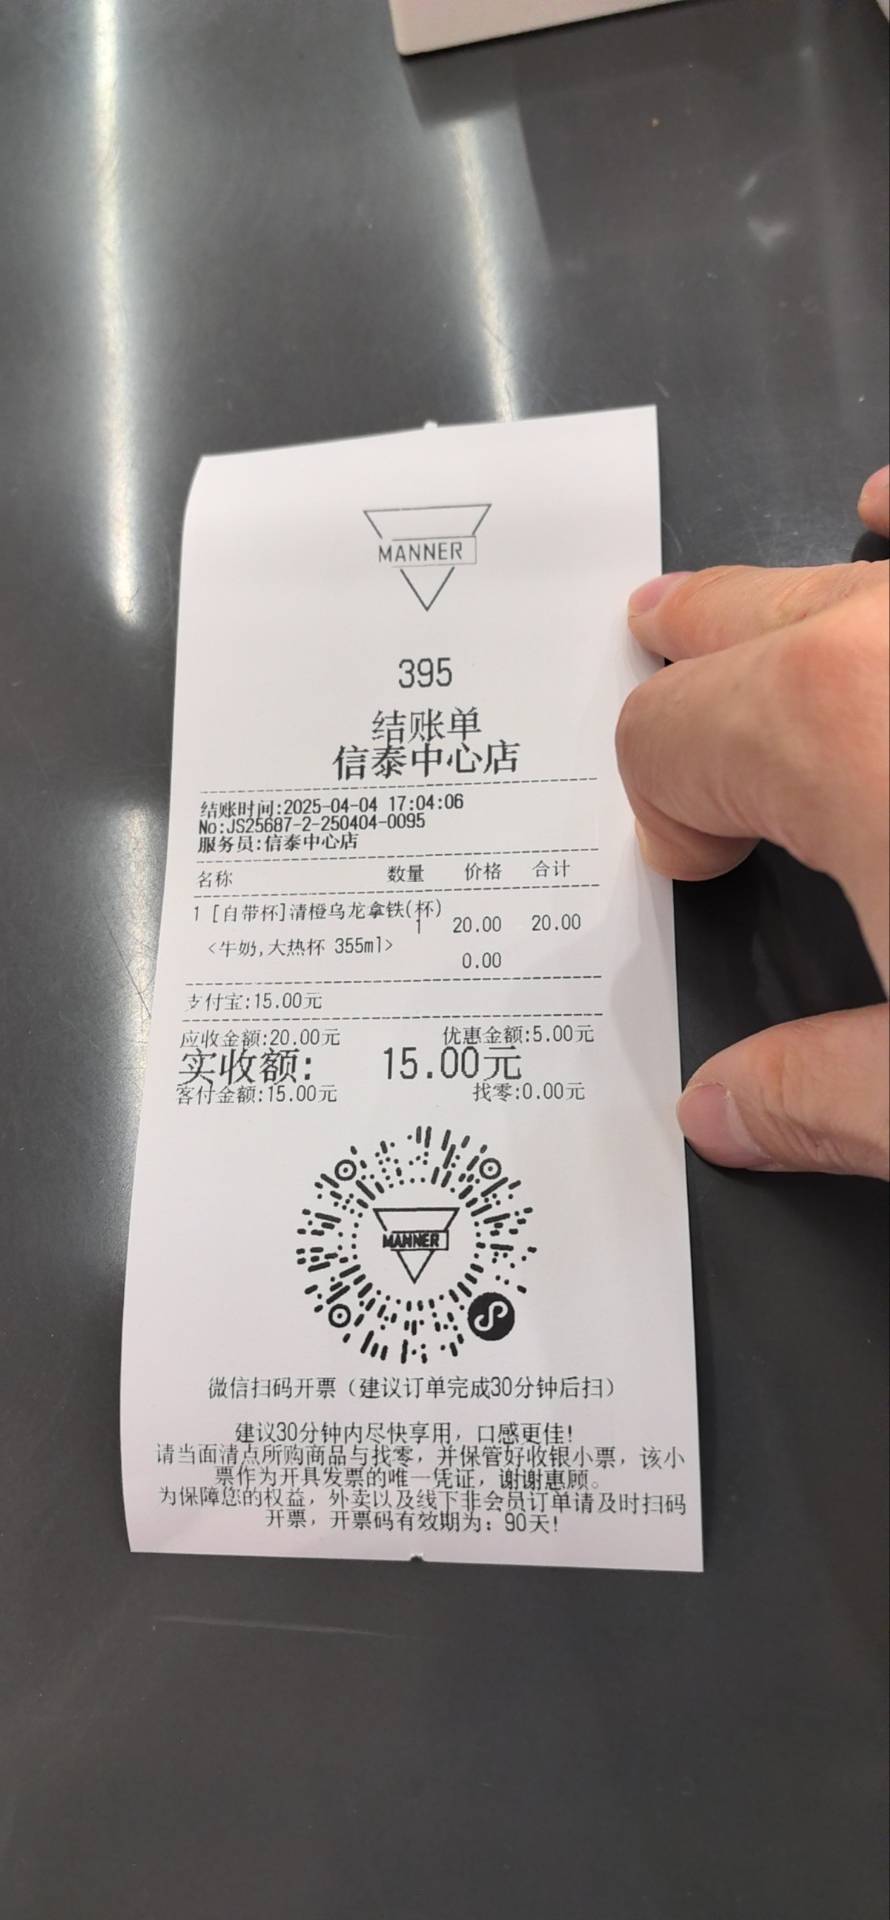 MANNER
395
结账单
信泰中心店
结账时间:2025-04-04 17:04:06
No:JS25687-2-250404-0095
服务员:信泰中心店
名称 数量 价格 合计
1 [自带杯]清橙乌龙拿铁(杯)
1 20.00 20.00
<牛奶,大热杯 355ml>
0.00
支付宝:15.00元
应收金额:20.00元 优惠金额:5.00元
实收额: 15.00元
客付金额:15.00元 找零:0.00元
MANNER
微信扫码开票（建议订单完成30分钟后扫）
建议30分钟内尽快享用，口感更佳!
请当面清点所购商品与找零，并保管好收银小票，该小
票作为开具发票的唯一凭证，谢谢惠顾。
为保障您的权益，外卖以及线下非会员订单请及时扫码
开票，开票码有效期为：90天!